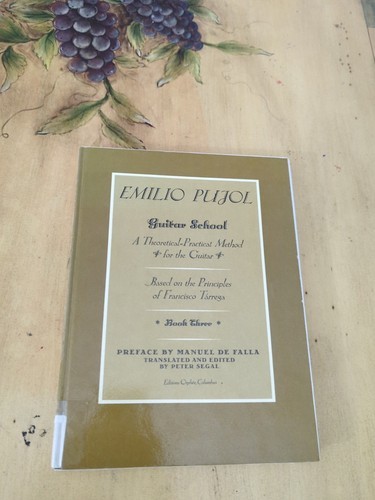 EMILIO PUJOL
Guitar School
A Theoretical-Practical Method
for the Guitar
Based on the Principles
of Francisco Tárrega
Book Three
PREFACE BY MANUEL DE FALLA
TRANSLATED AND EDITED
BY PETER SEGAL
Editions Orphée, Columbus